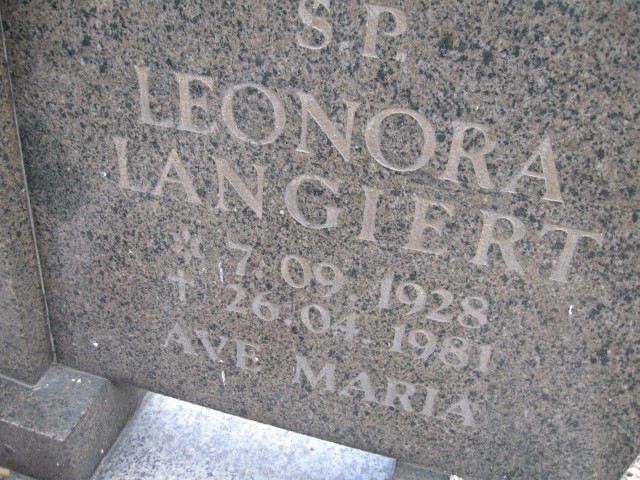 S.P.
LEONORA
LANGIERT
* 7.09.1928
† 26.04.1981
AVE MARIA